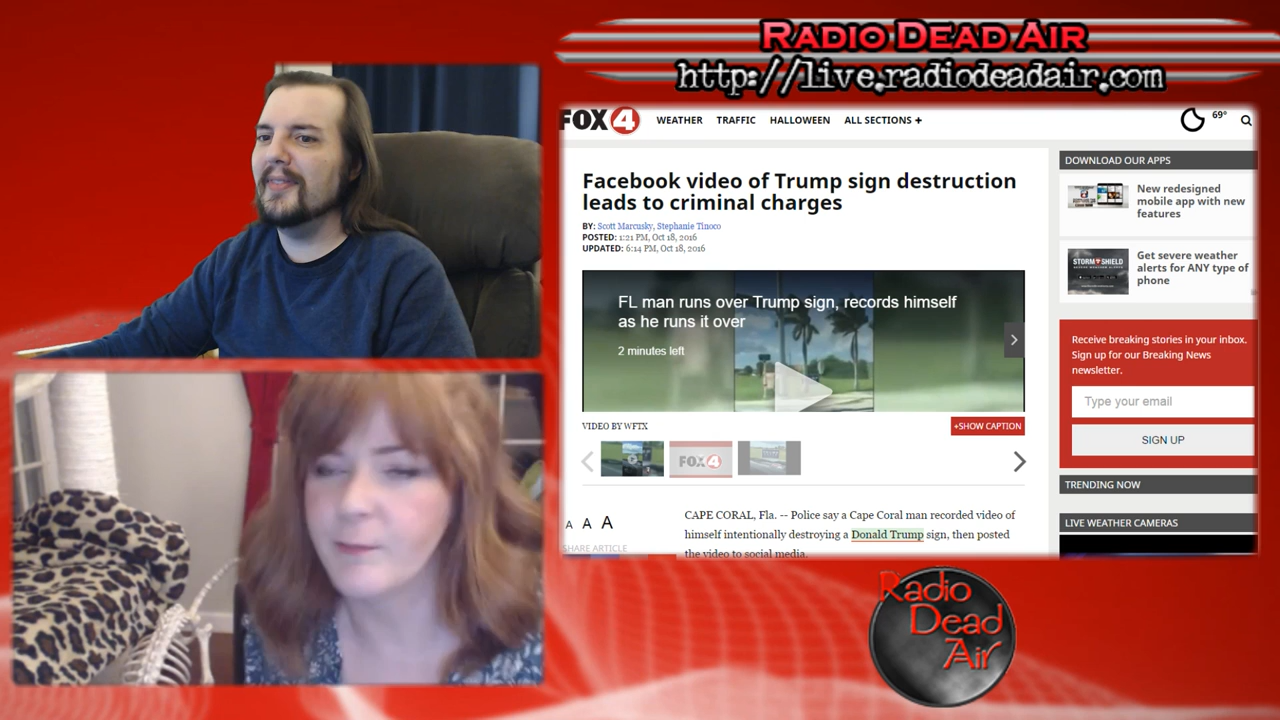 RADIO DEAD AIR
http://live.radiodeadair.com
FOX 4
WEATHER TRAFFIC HALLOWEEN ALL SECTIONS +
69°
Facebook video of Trump sign destruction
leads to criminal charges
BY: Scott Marcusky, Stephanie Tinoco
POSTED: 1:21 PM, Oct 18, 2016
UPDATED: 6:14 PM, Oct 18, 2016
FL man runs over Trump sign, records himself
as he runs it over
2 minutes left
VIDEO BY WFTX
+SHOW CAPTION
FOX 4
A A A
SHARE ARTICLE
CAPE CORAL, Fla. -- Police say a Cape Coral man recorded video of
himself intentionally destroying a Donald Trump sign, then posted
the video to social media.
DOWNLOAD OUR APPS
New redesigned
mobile app with new
features
STORM SHIELD
Get severe weather
alerts for ANY type of
phone
Receive breaking stories in your inbox.
Sign up for our Breaking News
newsletter.
Type your email
SIGN UP
TRENDING NOW
LIVE WEATHER CAMERAS
Radio
Dead
Air